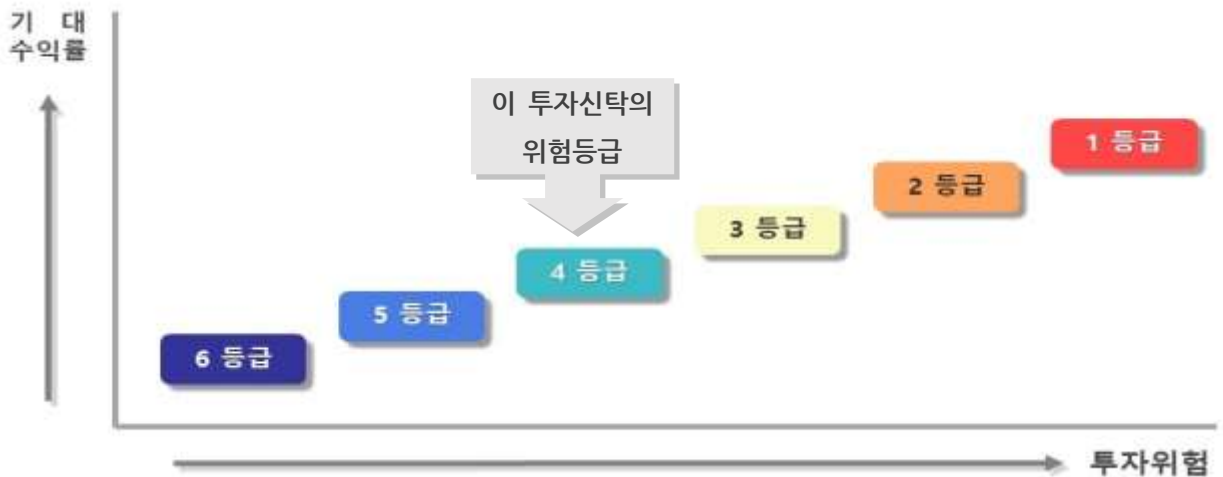 기 대
수익률
이 투자신탁의
위험등급
1 등급
2 등급
3 등급
4 등급
5 등급
6 등급
투자위험